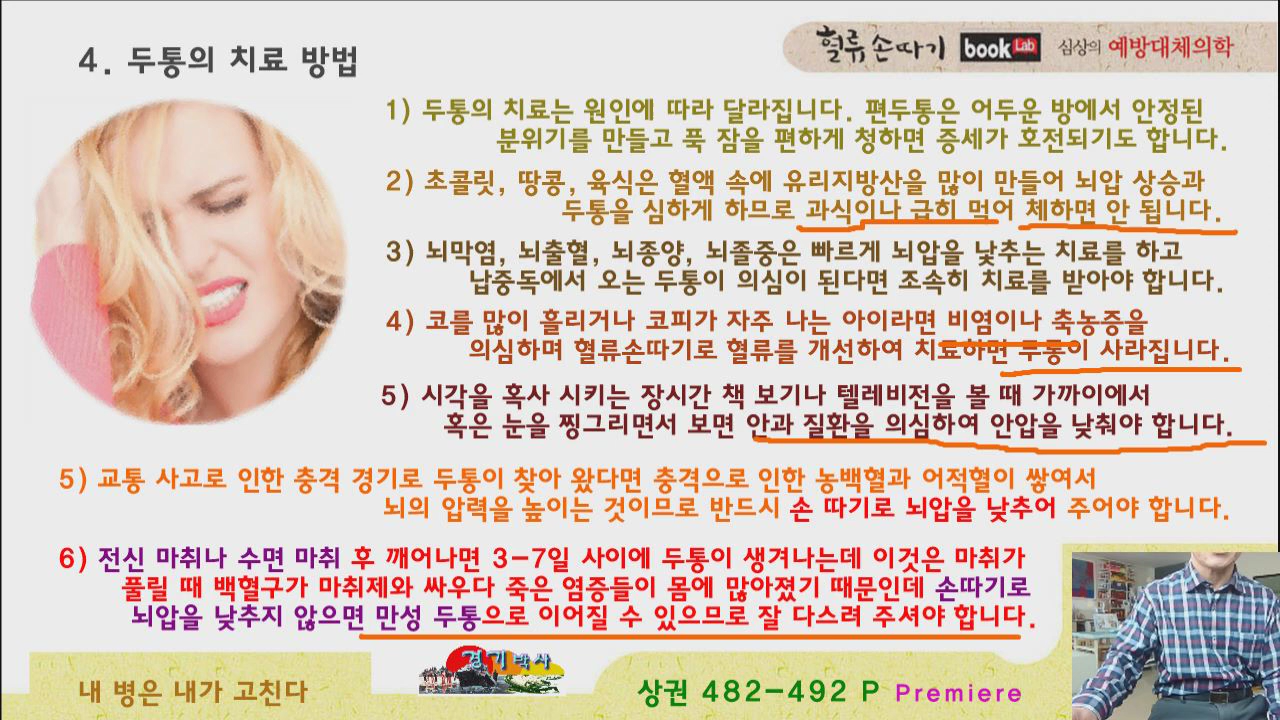 4. 두통의 치료 방법
혈류 손따기 book Lab 심상의 예방대체의학
1) 두통의 치료는 원인에 따라 달라집니다. 편두통은 어두운 방에서 안정된
분위기를 만들고 푹 잠을 편하게 청하면 증세가 호전되기도 합니다.
2) 초콜릿, 땅콩, 육식은 혈액 속에 유리지방산을 많이 만들어 뇌압 상승과
두통을 심하게 하므로 과식이나 급히 먹어 체하면 안 됩니다.
3) 뇌막염, 뇌출혈, 뇌종양, 뇌졸중은 빠르게 뇌압을 낮추는 치료를 하고
납중독에서 오는 두통이 의심이 된다면 조속히 치료를 받아야 합니다.
4) 코를 많이 흘리거나 코피가 자주 나는 아이라면 비염이나 축농증을
의심하며 혈류손따기로 혈류를 개선하여 치료하면 두통이 사라집니다.
5) 시각을 혹사 시키는 장시간 책 보기나 텔레비전을 볼 때 가까이에서
혹은 눈을 찡그리면서 보면 안과 질환을 의심하여 안압을 낮춰야 합니다.
5) 교통 사고로 인한 충격 경기로 두통이 찾아 왔다면 충격으로 인한 농백혈과 어적혈이 쌓여서
뇌의 압력을 높이는 것이므로 반드시 손 따기로 뇌압을 낮추어 주어야 합니다.
6) 전신 마취나 수면 마취 후 깨어나면 3-7일 사이에 두통이 생겨나는데 이것은 마취가
풀릴 때 백혈구가 마취제와 싸우다 죽은 염증들이 몸에 많아졌기 때문인데 손따기로
뇌압을 낮추지 않으면 만성 두통으로 이어질 수 있으므로 잘 다스려 주셔야 합니다.
경기박사
내 병은 내가 고친다
상권 482-492 P Premiere